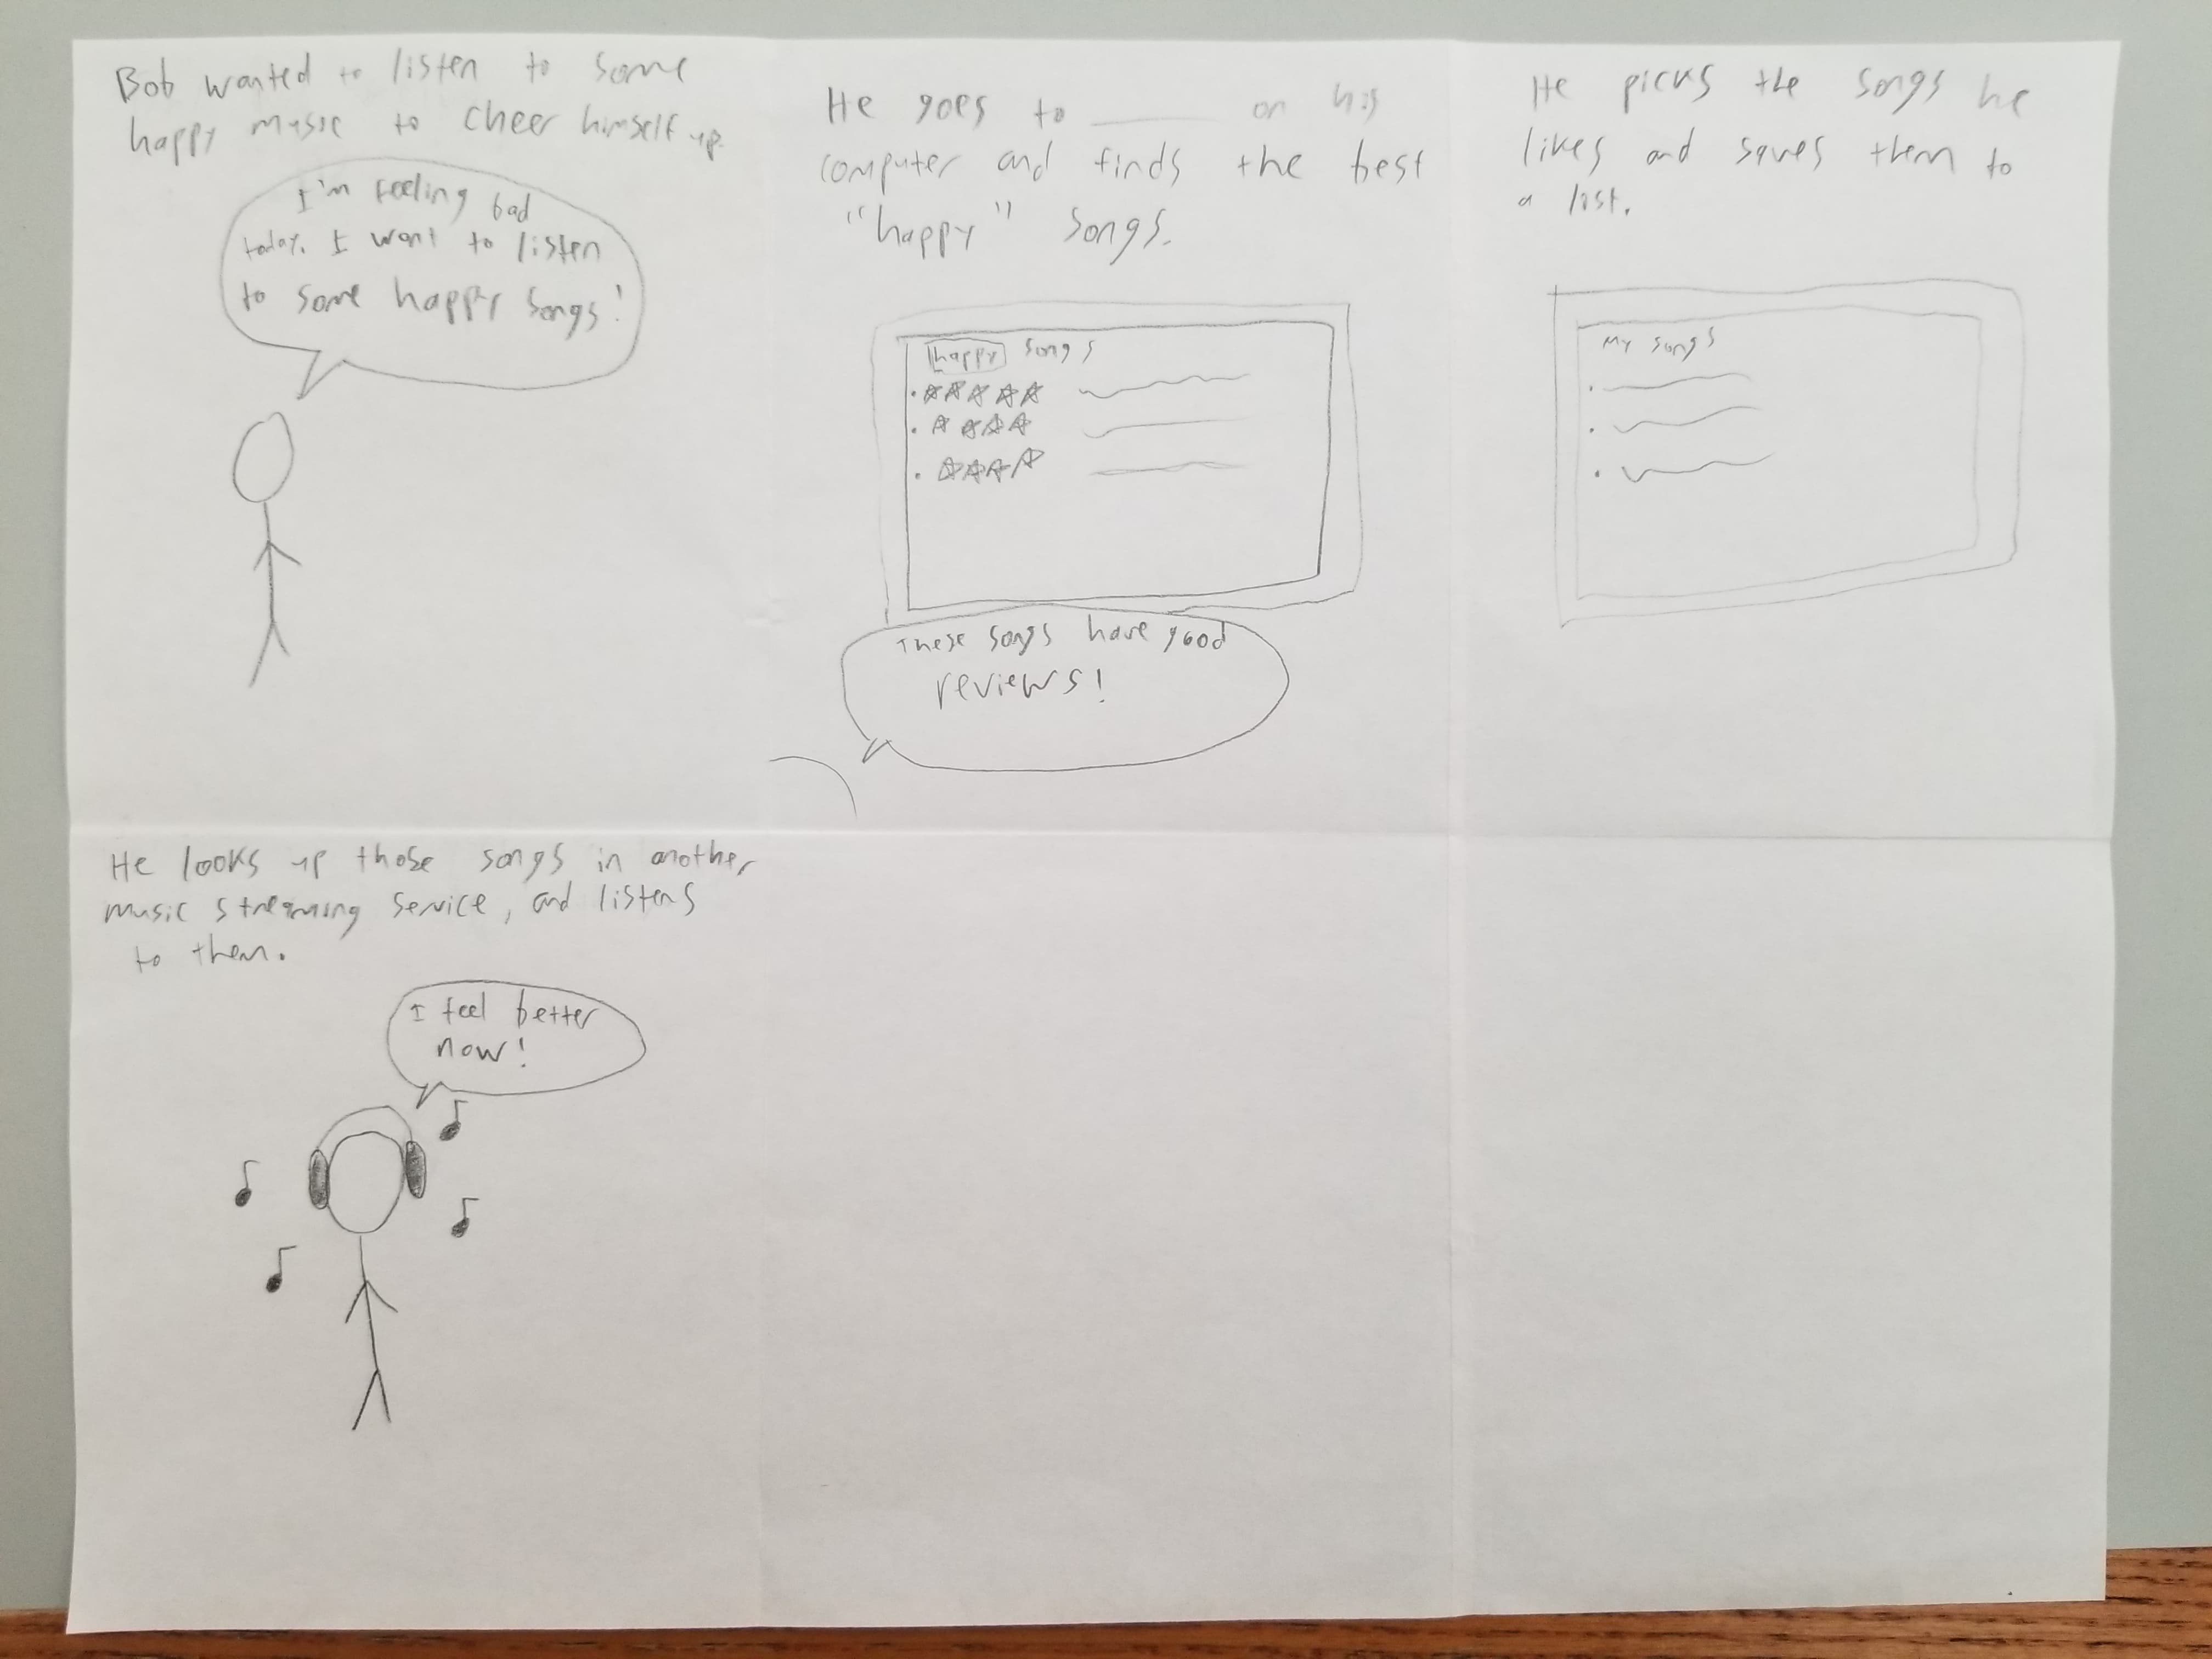 Bob wanted to listen to some
happy music to cheer himself up.
I'm feeling bad
today. I want to listen
to some happy songs!
He goes to ______ on his
computer and finds the best
"happy" songs.
happy songs
These songs have good
reviews!
He picks the songs he
likes and saves them to
a list.
My songs
He looks up those songs in another
music streaming service, and listens
to them.
I feel better
now!